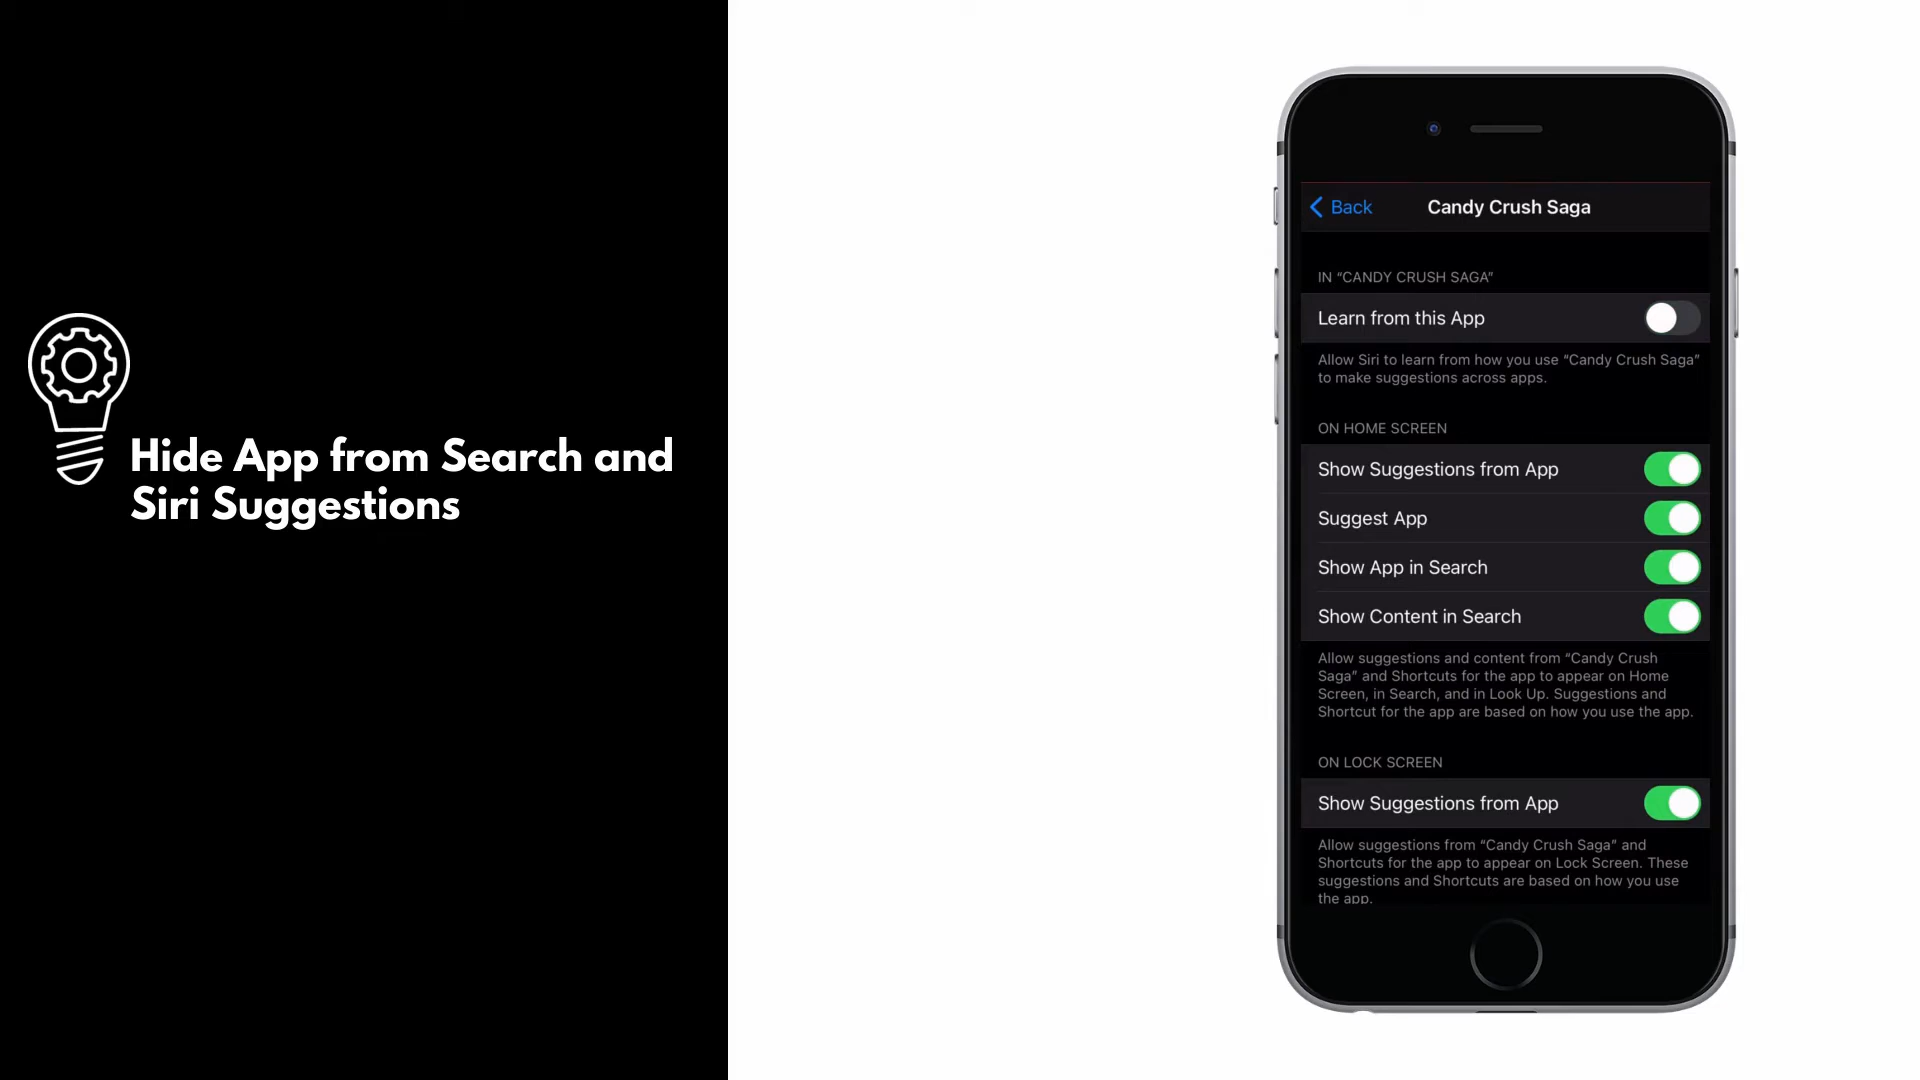 Hide App from Search and
Siri Suggestions
Back
Candy Crush Saga
IN “CANDY CRUSH SAGA”
Learn from this App
Allow Siri to learn from how you use “Candy Crush Saga”
to make suggestions across apps.
ON HOME SCREEN
Show Suggestions from App
Suggest App
Show App in Search
Show Content in Search
Allow suggestions and content from “Candy Crush
Saga” and Shortcuts for the app to appear on Home
Screen, in Search, and in Look Up. Suggestions and
Shortcut for the app are based on how you use the app.
ON LOCK SCREEN
Show Suggestions from App
Allow suggestions from “Candy Crush Saga” and
Shortcuts for the app to appear on Lock Screen. These
suggestions and Shortcuts are based on how you use
the app.